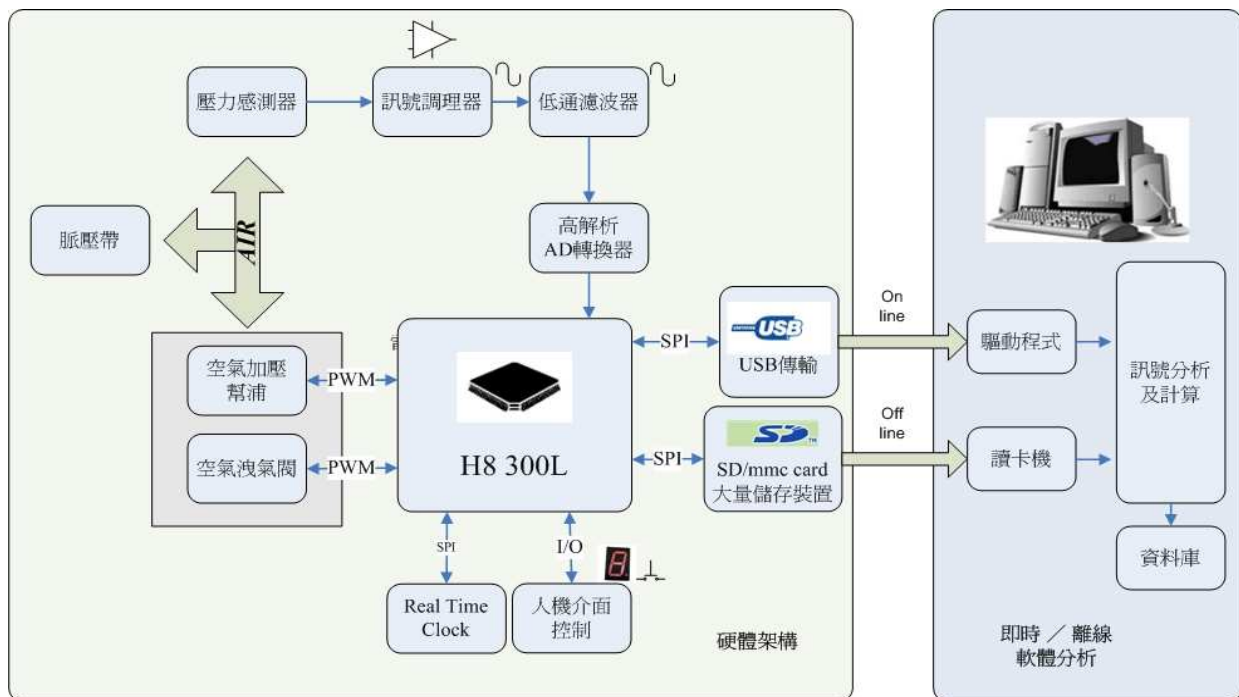 壓力感測器
訊號調理器
低通濾波器
脈壓帶
AIR
高解析
AD轉換器
空氣加壓
幫浦
PWM
空氣洩氣閥
PWM
H8 300L
SPI
USB
USB傳輸
SPI
SD
SD/mmc card
大量儲存裝置
SPI
Real Time
Clock
I/O
人機介面
控制
硬體架構
On
line
Off
line
驅動程式
讀卡機
訊號分析
及計算
資料庫
即時 ／ 離線
軟體分析